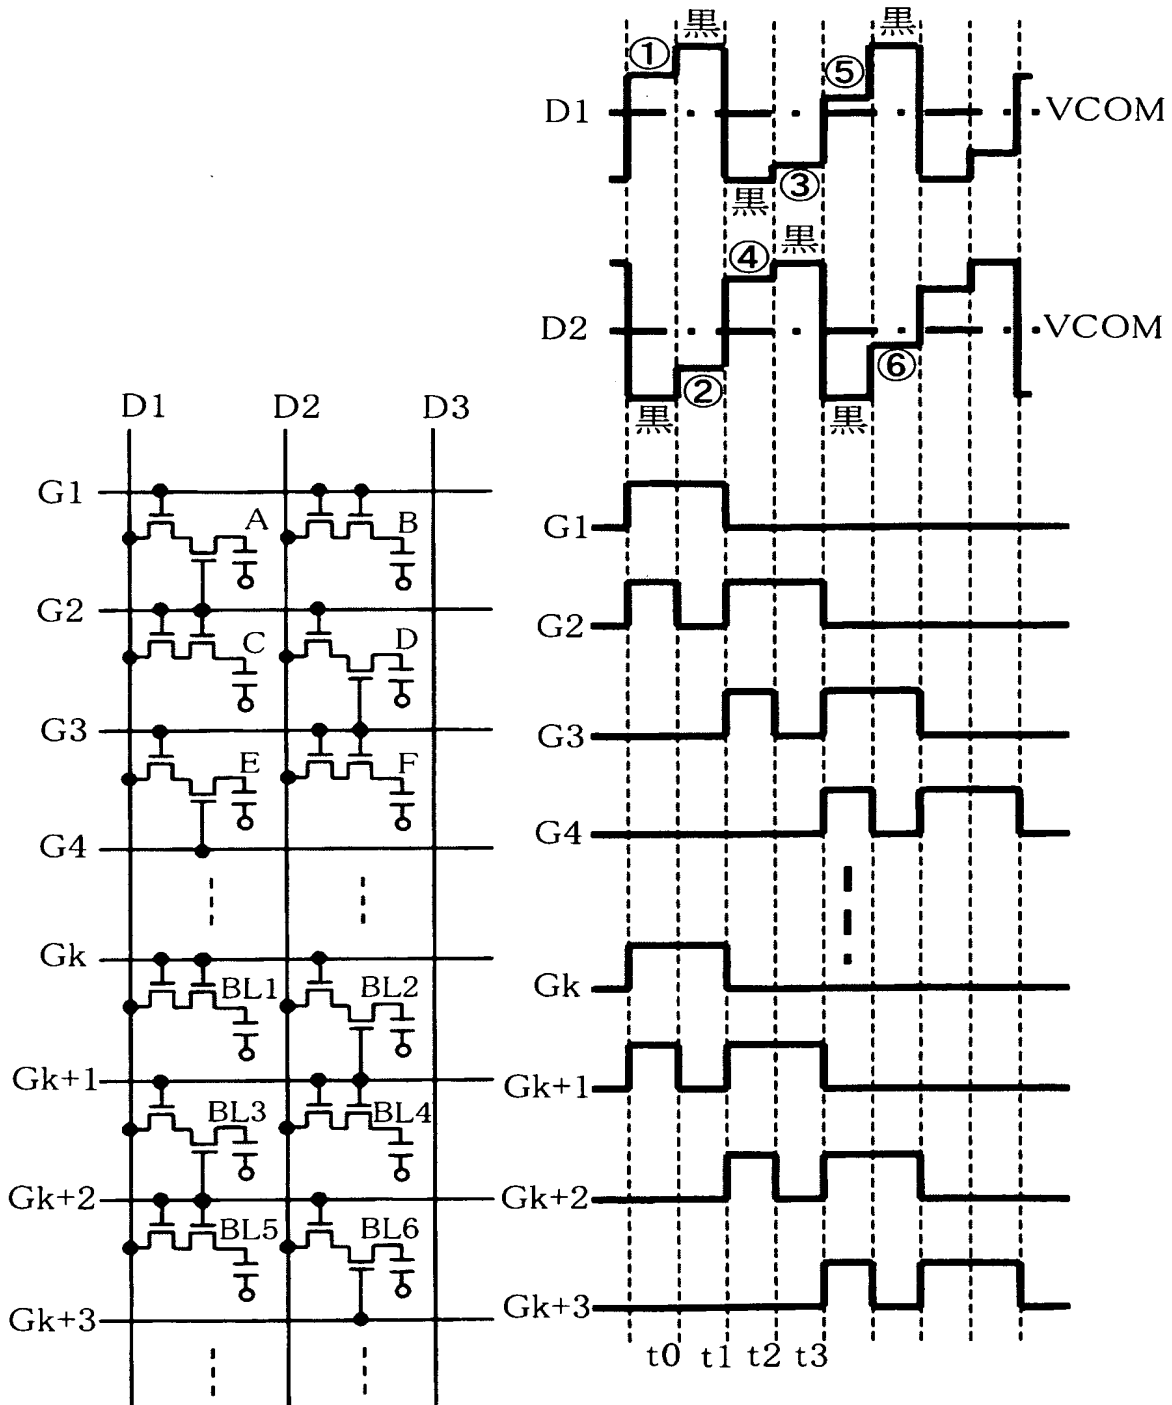 黒 黒
① ⑤
D1 VCOM
③
黒
黒
④
D2 VCOM
⑥
②
黒 黒
D1 D2 D3
G1
A B
G2
C D
G3
E F
G4
Gk
BL1 BL2
Gk+1
BL3 BL4
Gk+2
BL5 BL6
Gk+3
G1
G2
G3
G4
Gk
Gk+1
Gk+2
Gk+3
t0 t1 t2 t3